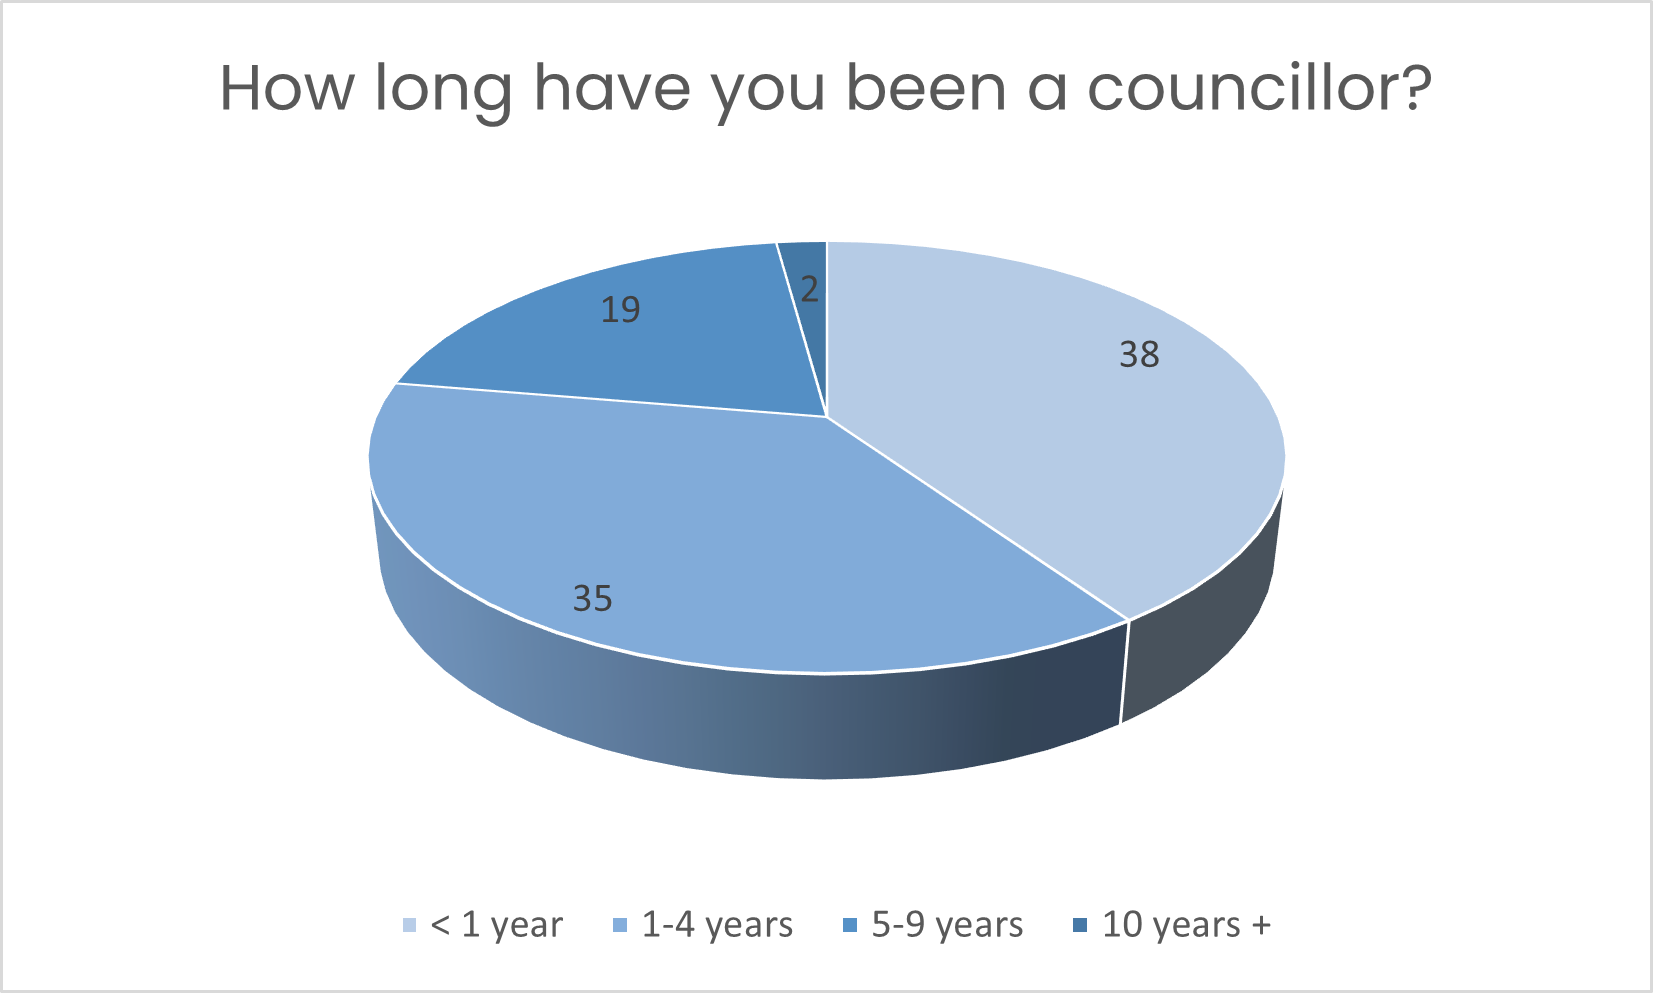 How long have you been a councillor?
2
19
38
35
< 1 year 1-4 years 5-9 years 10 years +